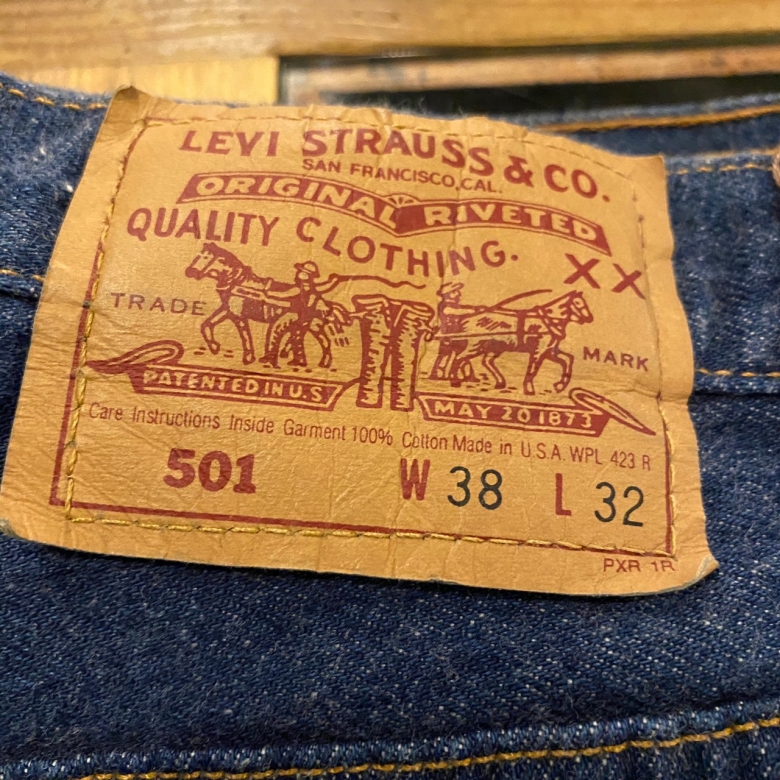 LEVI STRAUSS & CO.
SAN FRANCISCO, CAL.
ORIGINAL RIVETED
QUALITY CLOTHING.
XX
TRADE MARK
PATENTED IN U.S
MAY 20 1873
Care Instructions Inside Garment 100% Cotton Made in U.S.A. WPL 423 R
501 W 38 L 32
PXR 1R